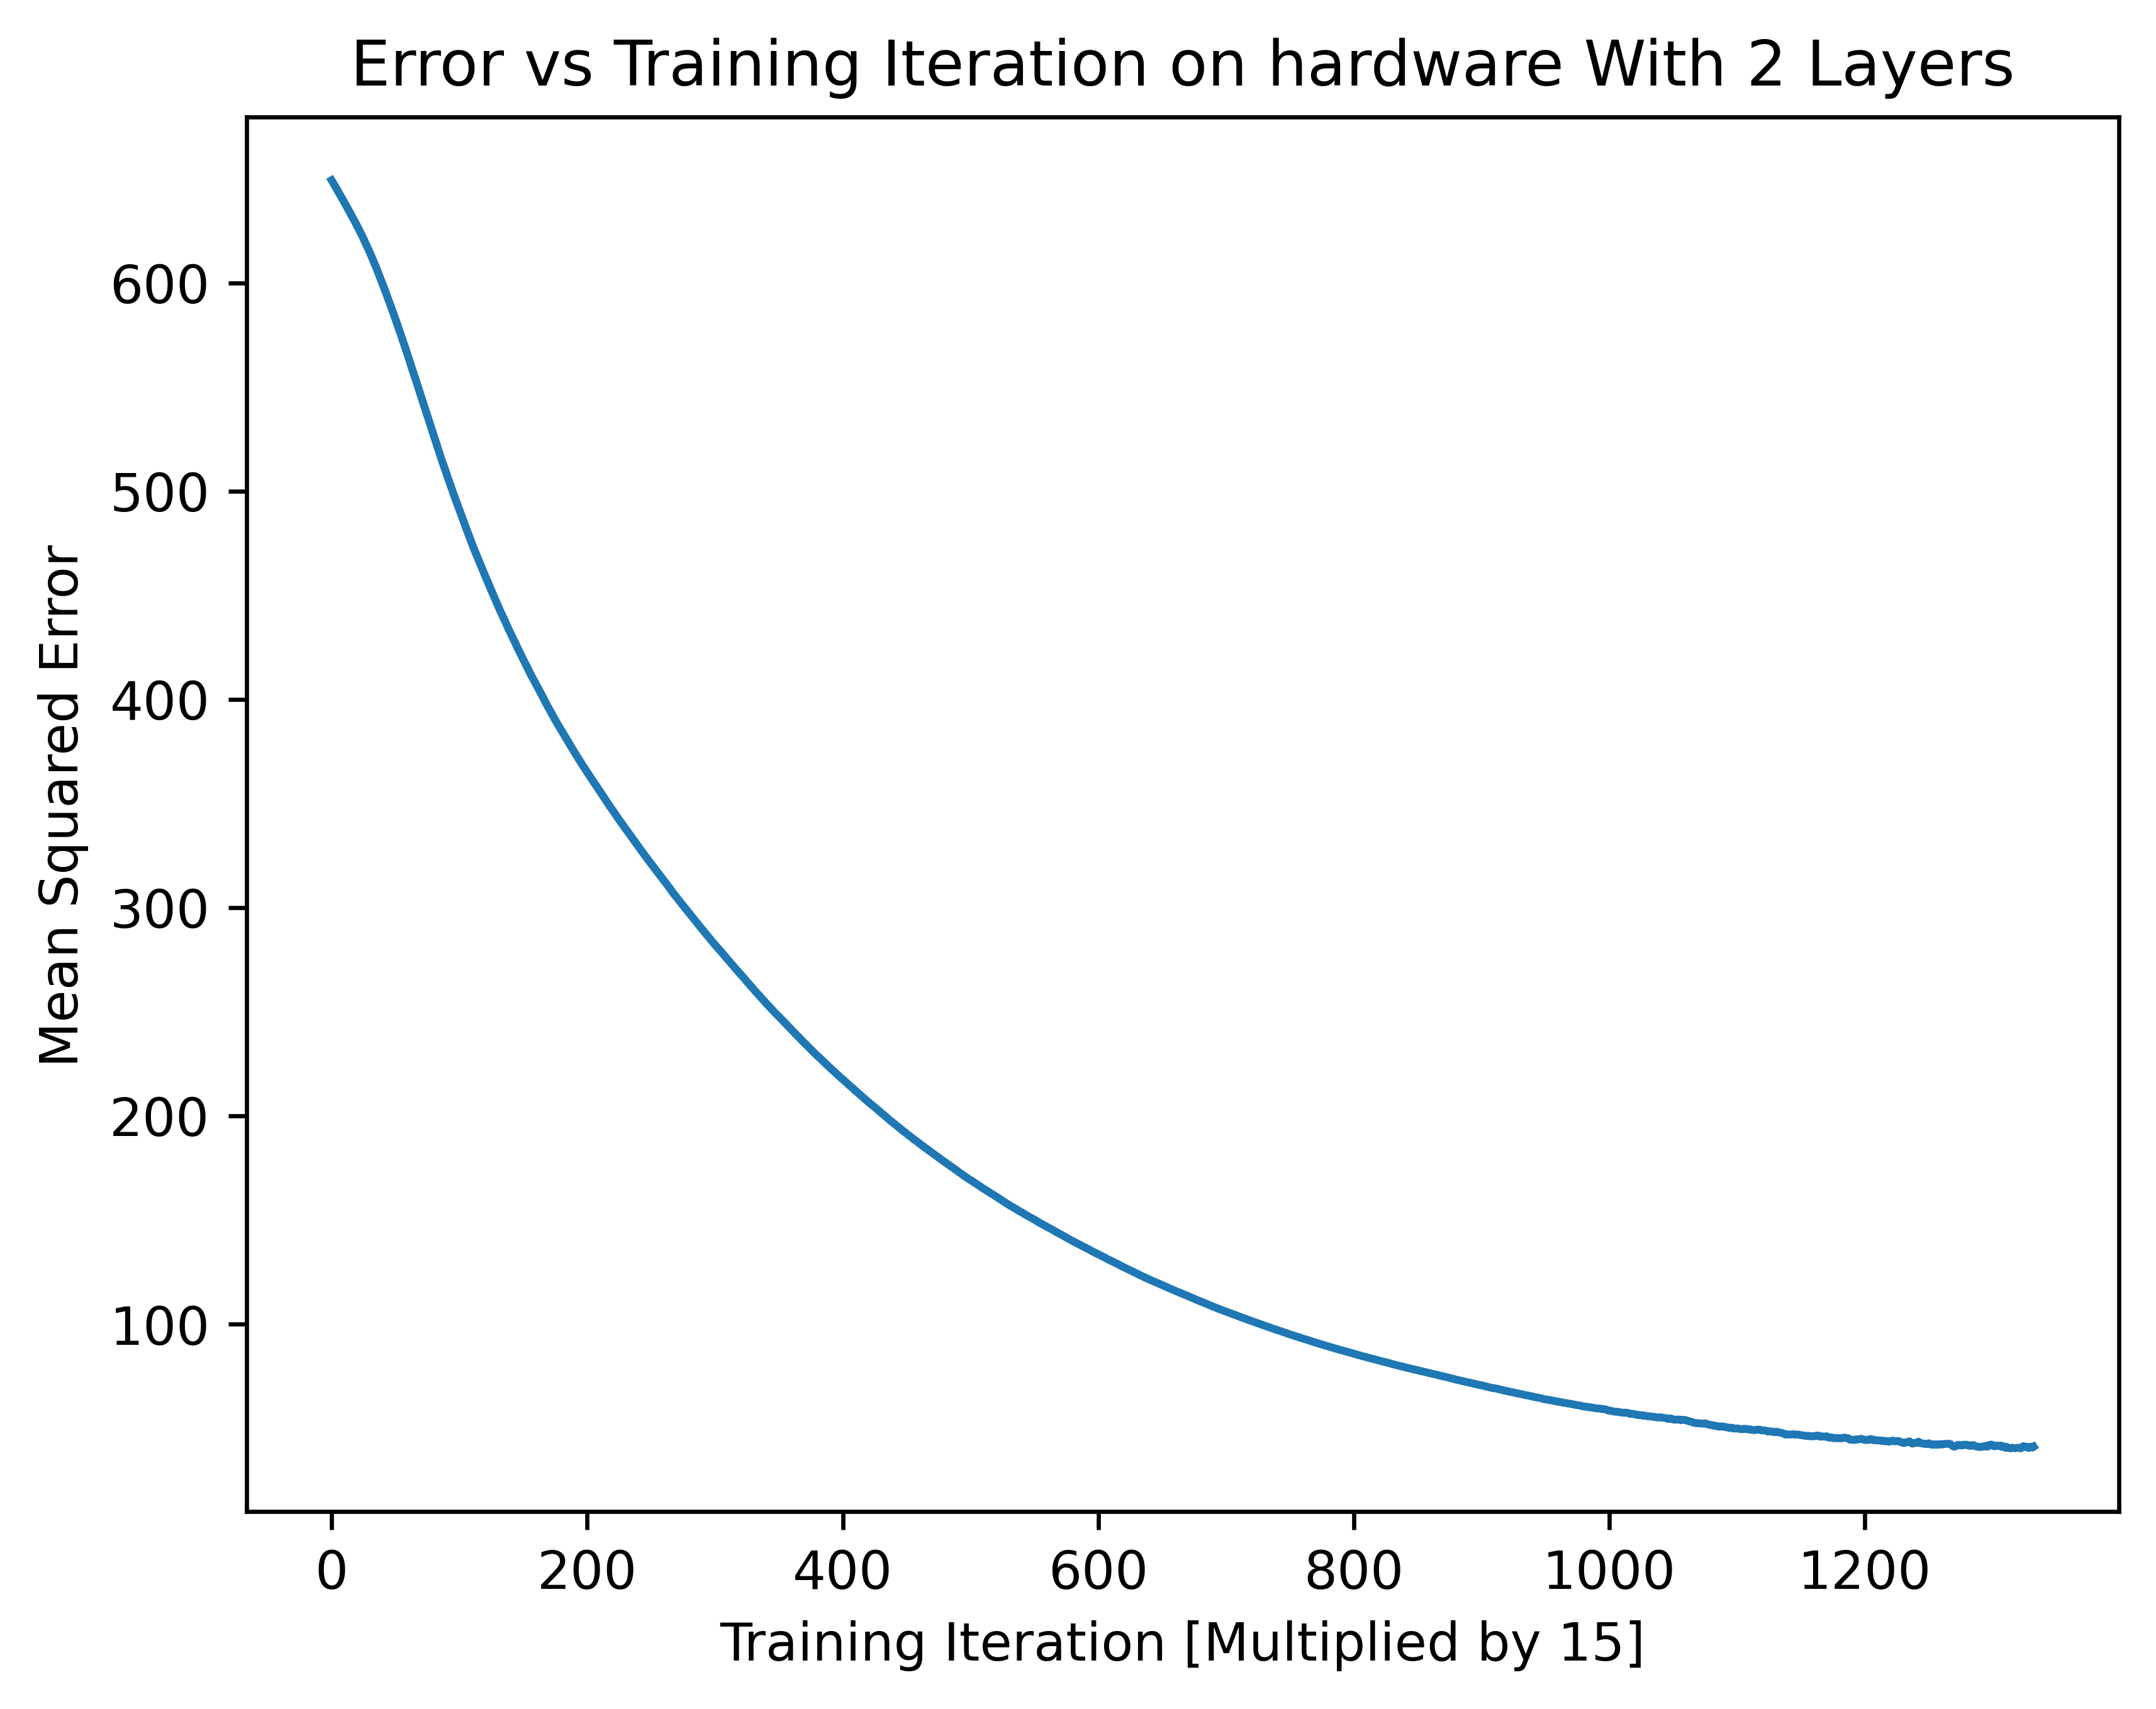 Error vs Training Iteration on hardware With 2 Layers
Mean Squared Error
600
500
400
300
200
100
0 200 400 600 800 1000 1200
Training Iteration [Multiplied by 15]